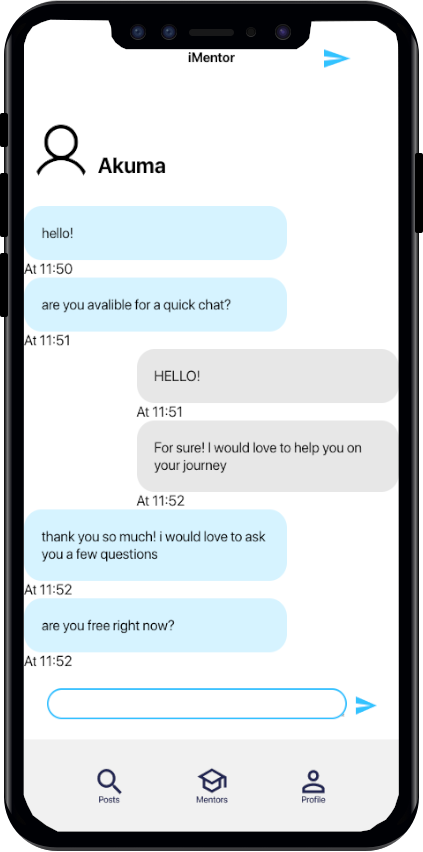 iMentor
Akuma
hello!
At 11:50
are you avalible for a quick chat?
At 11:51
HELLO!
At 11:51
For sure! I would love to help you on
your journey
At 11:52
thank you so much! i would love to ask
you a few questions
At 11:52
are you free right now?
At 11:52
Posts
Mentors
Profile